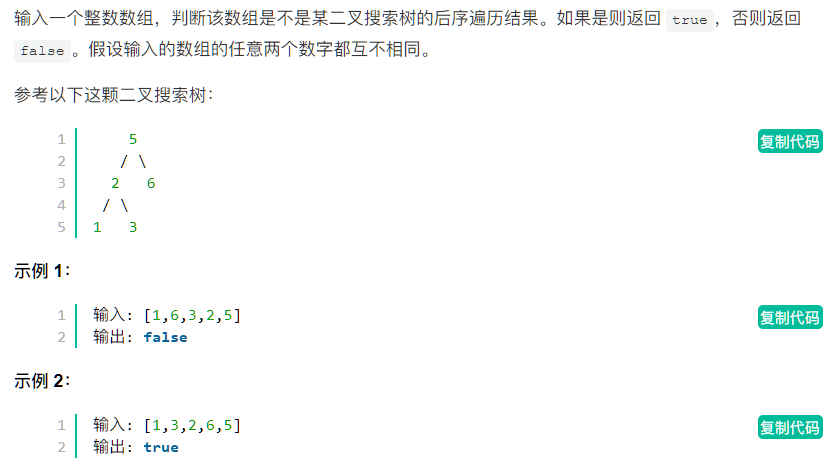 输入一个整数数组，判断该数组是不是某二叉搜索树的后序遍历结果。如果是则返回 true ，否则返回
false 。假设输入的数组的任意两个数字都互不相同。
参考以下这颗二叉搜索树：
复制代码
1     5
2    / \
3   2   6
4  / \
5 1   3
示例 1：
复制代码
1 输入: [1,6,3,2,5]
2 输出: false
示例 2：
复制代码
1 输入: [1,3,2,6,5]
2 输出: true